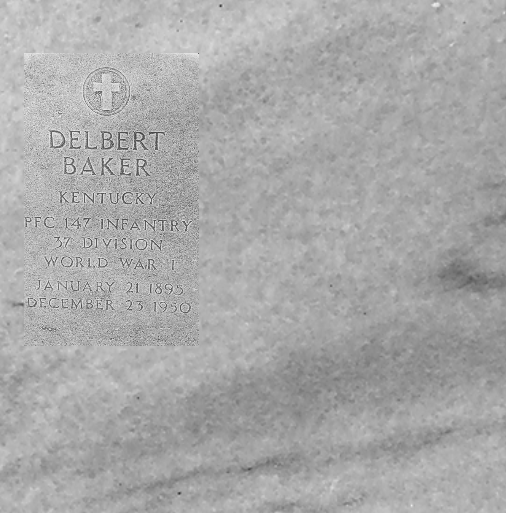 DELBERT
BAKER
KENTUCKY
PFC 147 INFANTRY
37 DIVISION
WORLD WAR I
JANUARY 21 1895
DECEMBER 23 1950